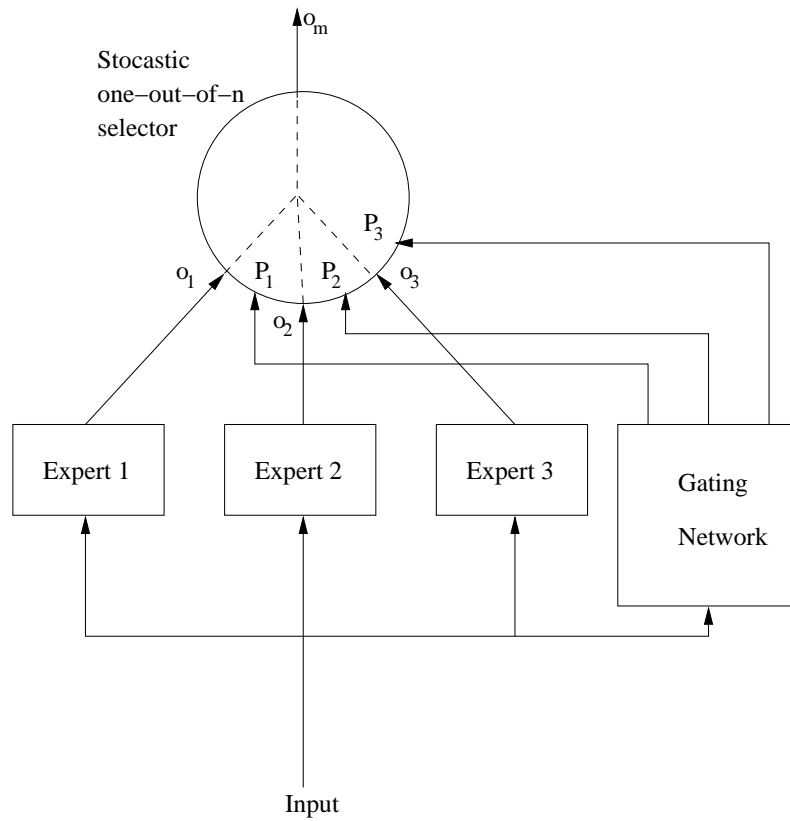 o_m
Stocastic
one−out−of−n
selector
P_3
o_1
P_1
P_2
o_3
o_2
Expert 1
Expert 2
Expert 3
Gating
Network
Input